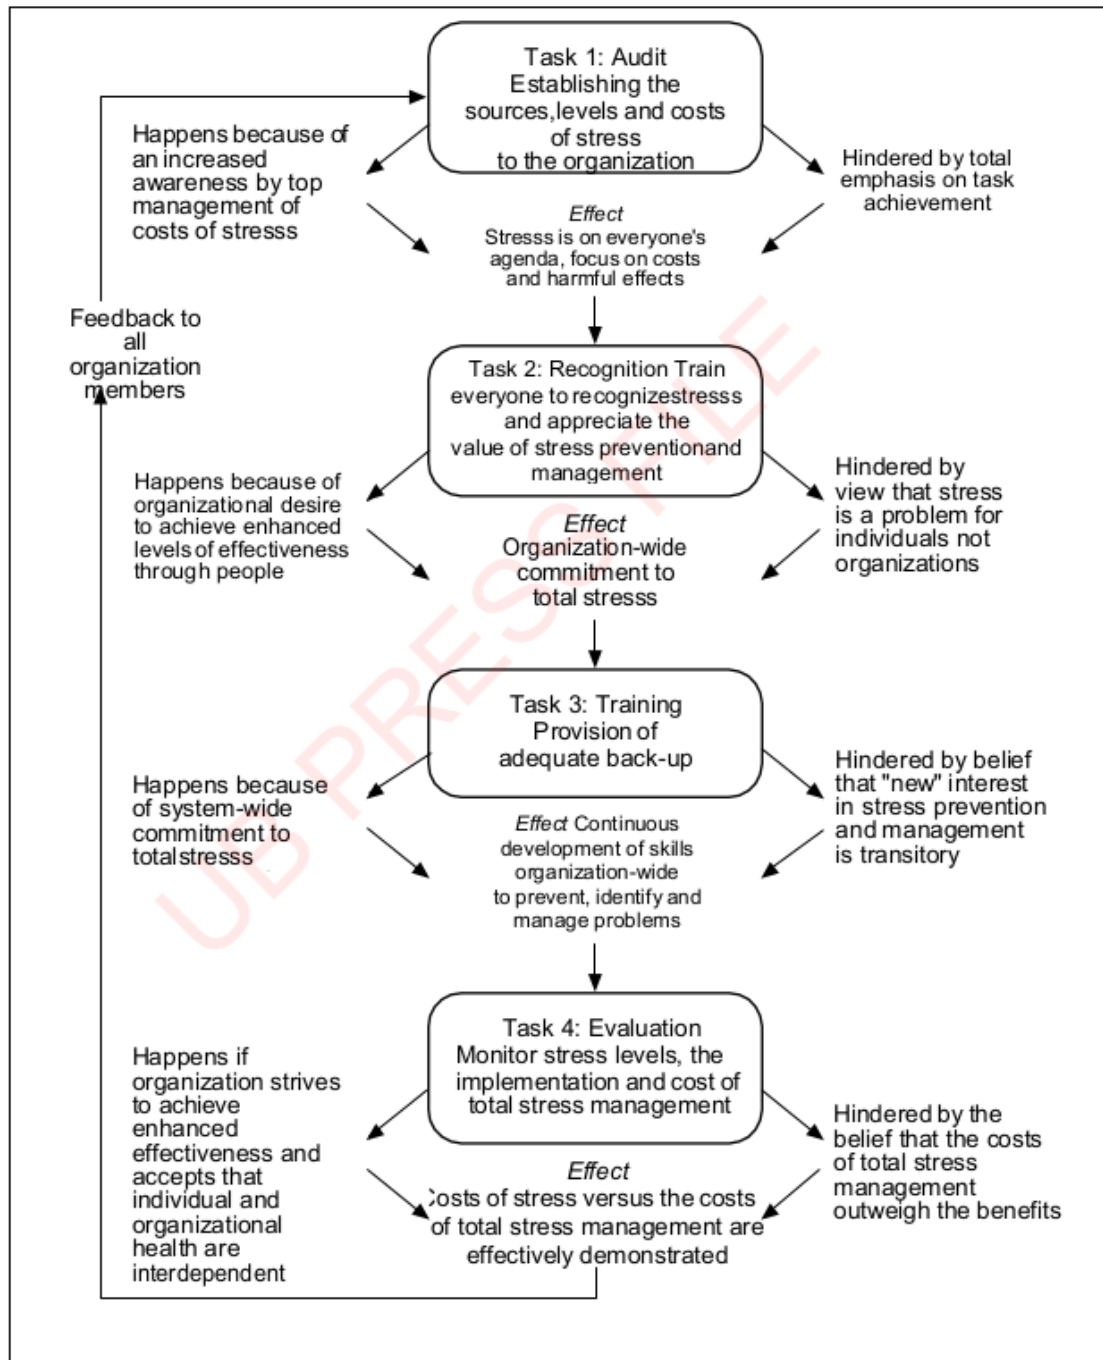 Task 1: Audit
Establishing the
sources,levels and costs
of stress
to the organization
Happens because of
an increased
awareness by top
management of
costs of stresss
Hindered by total
emphasis on task
achievement
Effect
Stresss is on everyone's
agenda, focus on costs
and harmful effects
Feedback to
all
organization
members
Task 2: Recognition Train
everyone to recognizestresss
and appreciate the
value of stress preventionand
management
Happens because of
organizational desire
to achieve enhanced
levels of effectiveness
through people
Hindered by
view that stress
is a problem for
individuals not
organizations
Effect
Organization-wide
commitment to
total stresss
Task 3: Training
Provision of
adequate back-up
Happens because
of system-wide
commitment to
totalstresss
Hindered by belief
that "new" interest
in stress prevention
and management
is transitory
Effect Continuous
development of skills
organization-wide
to prevent, identify and
manage problems
Task 4: Evaluation
Monitor stress levels, the
implementation and cost of
total stress management
Happens if
organization strives
to achieve
enhanced
effectiveness and
accepts that
individual and
organizational
health are
interdependent
Hindered by the
belief that the costs
of total stress
management
outweigh the benefits
Effect
Costs of stress versus the costs
of total stress management are
effectively demonstrated
UB PRESS FILE